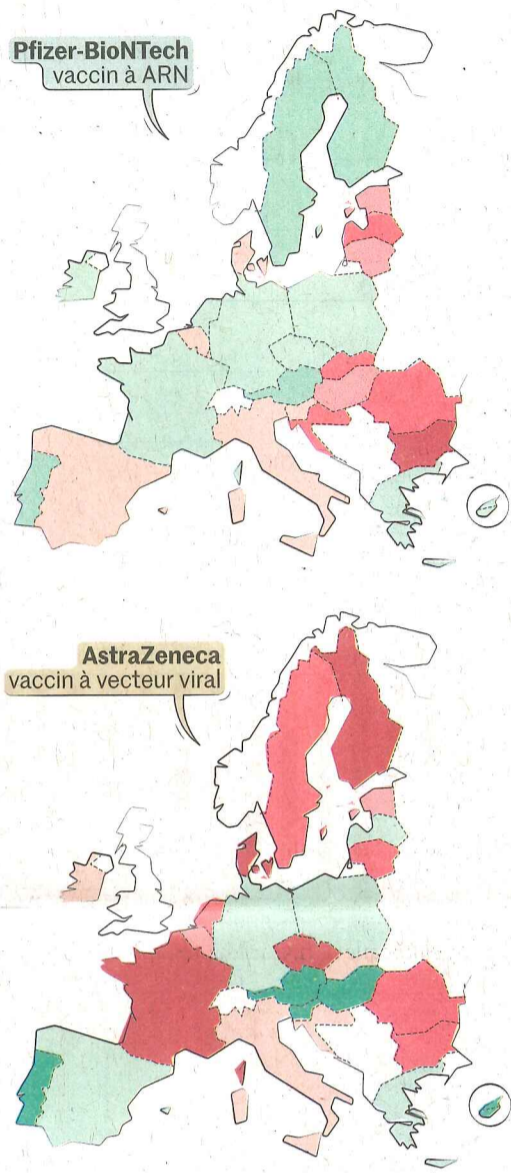 Pfizer-BioNTech
vaccin à ARN
AstraZeneca
vaccin à vecteur viral